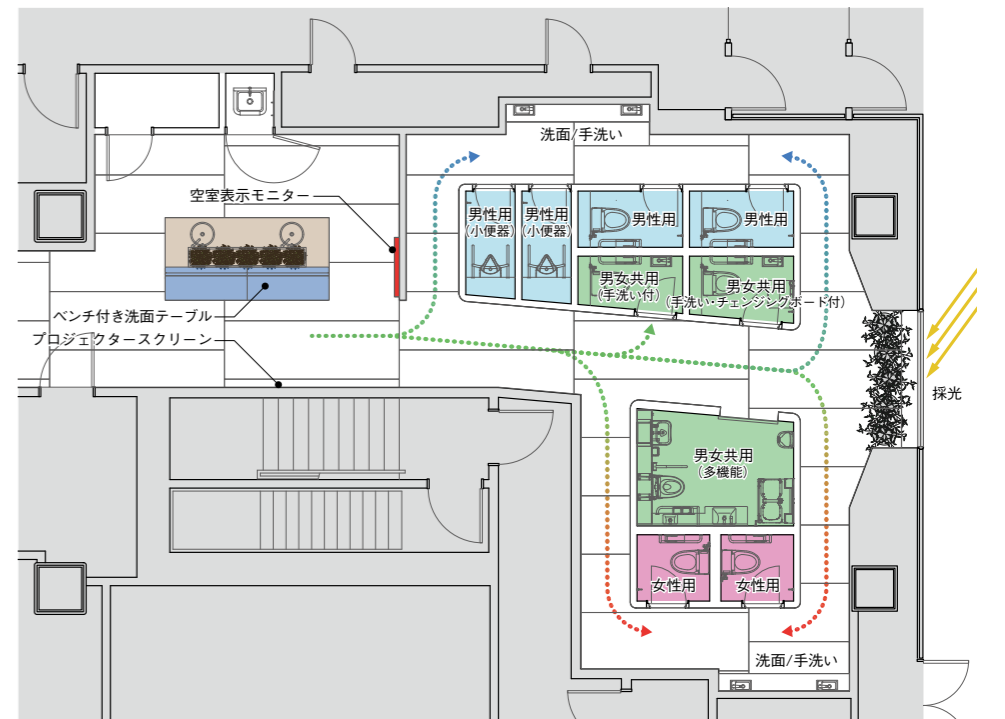 洗面/手洗い
空室表示モニター
男性用
(小便器)
男性用
(小便器)
男性用
男性用
男女共用
(手洗い付)
男女共用
(手洗い・チェンジングボード付)
ベンチ付き洗面テーブル
プロジェクタースクリーン
採光
男女共用
(多機能)
女性用
女性用
洗面/手洗い